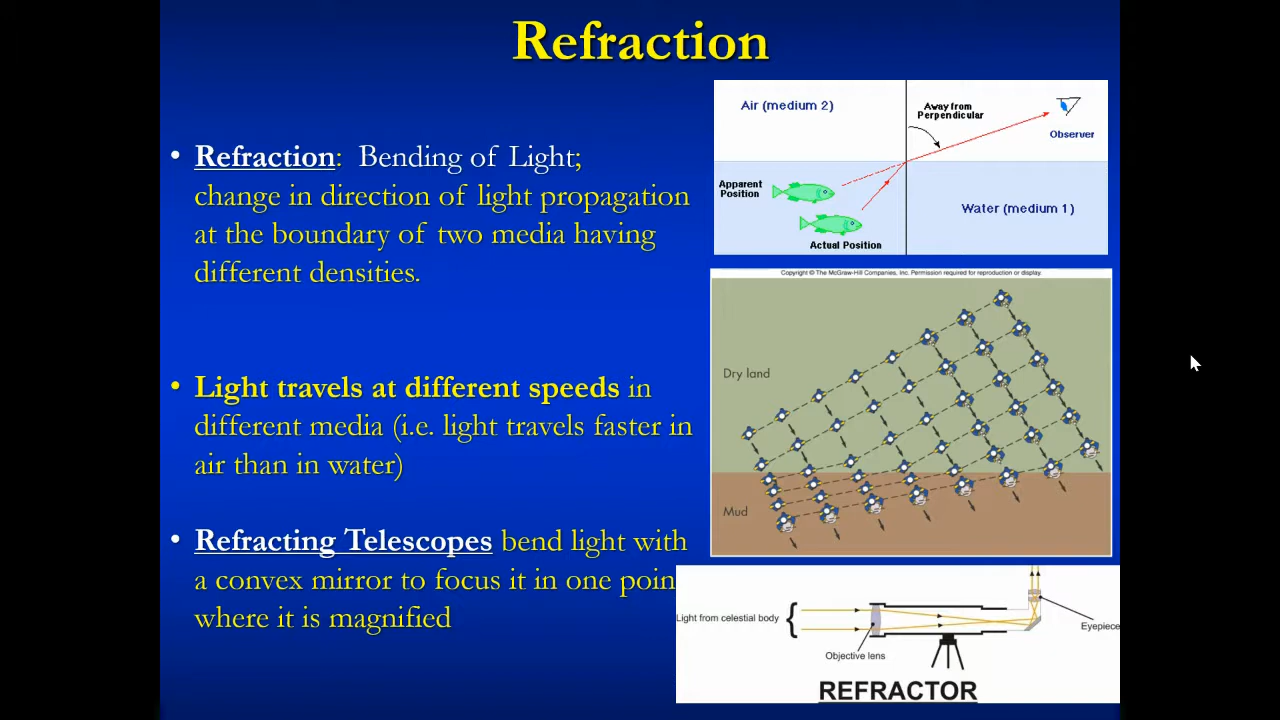 Refraction
• Refraction: Bending of Light;
change in direction of light propagation
at the boundary of two media having
different densities.
• Light travels at different speeds in
different media (i.e. light travels faster in
air than in water)
• Refracting Telescopes bend light with
a convex mirror to focus it in one poin
where it is magnified
Air (medium 2)
Away from
Perpendicular
Observer
Apparent
Position
Water (medium 1)
Actual Position
Copyright © The McGraw-Hill Companies, Inc. Permission required for reproduction or display.
Dry land
Mud
Light from celestial body
Eyepiece
Objective lens
REFRACTOR